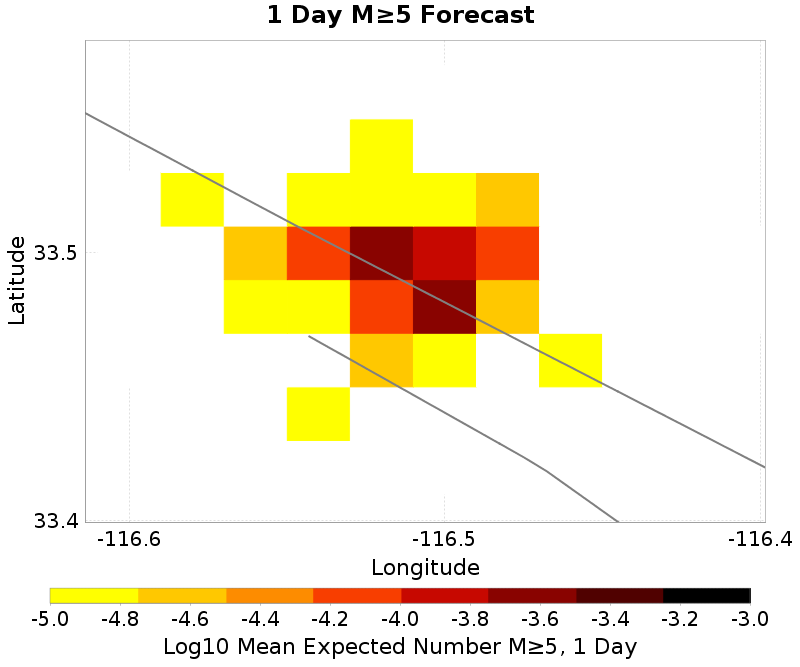 1 Day M≥5 Forecast
Latitude
33.5
33.4
-116.6 -116.5 -116.4
Longitude
-5.0 -4.8 -4.6 -4.4 -4.2 -4.0 -3.8 -3.6 -3.4 -3.2 -3.0
Log10 Mean Expected Number M≥5, 1 Day